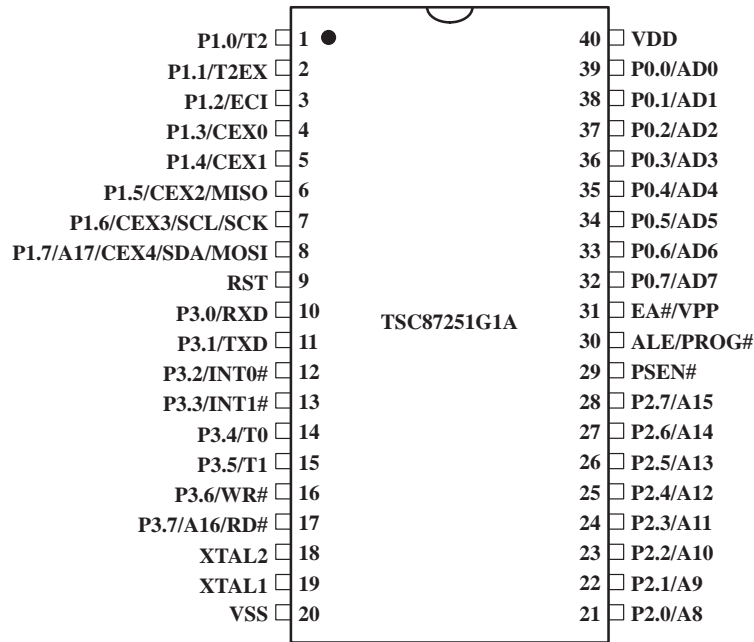 P1.0/T2 1 40 VDD
P1.1/T2EX 2 39 P0.0/AD0
P1.2/ECI 3 38 P0.1/AD1
P1.3/CEX0 4 37 P0.2/AD2
P1.4/CEX1 5 36 P0.3/AD3
P1.5/CEX2/MISO 6 35 P0.4/AD4
P1.6/CEX3/SCL/SCK 7 34 P0.5/AD5
P1.7/A17/CEX4/SDA/MOSI 8 33 P0.6/AD6
RST 9 32 P0.7/AD7
P3.0/RXD 10 31 EA#/VPP
TSC87251G1A
P3.1/TXD 11 30 ALE/PROG#
P3.2/INT0# 12 29 PSEN#
P3.3/INT1# 13 28 P2.7/A15
P3.4/T0 14 27 P2.6/A14
P3.5/T1 15 26 P2.5/A13
P3.6/WR# 16 25 P2.4/A12
P3.7/A16/RD# 17 24 P2.3/A11
XTAL2 18 23 P2.2/A10
XTAL1 19 22 P2.1/A9
VSS 20 21 P2.0/A8